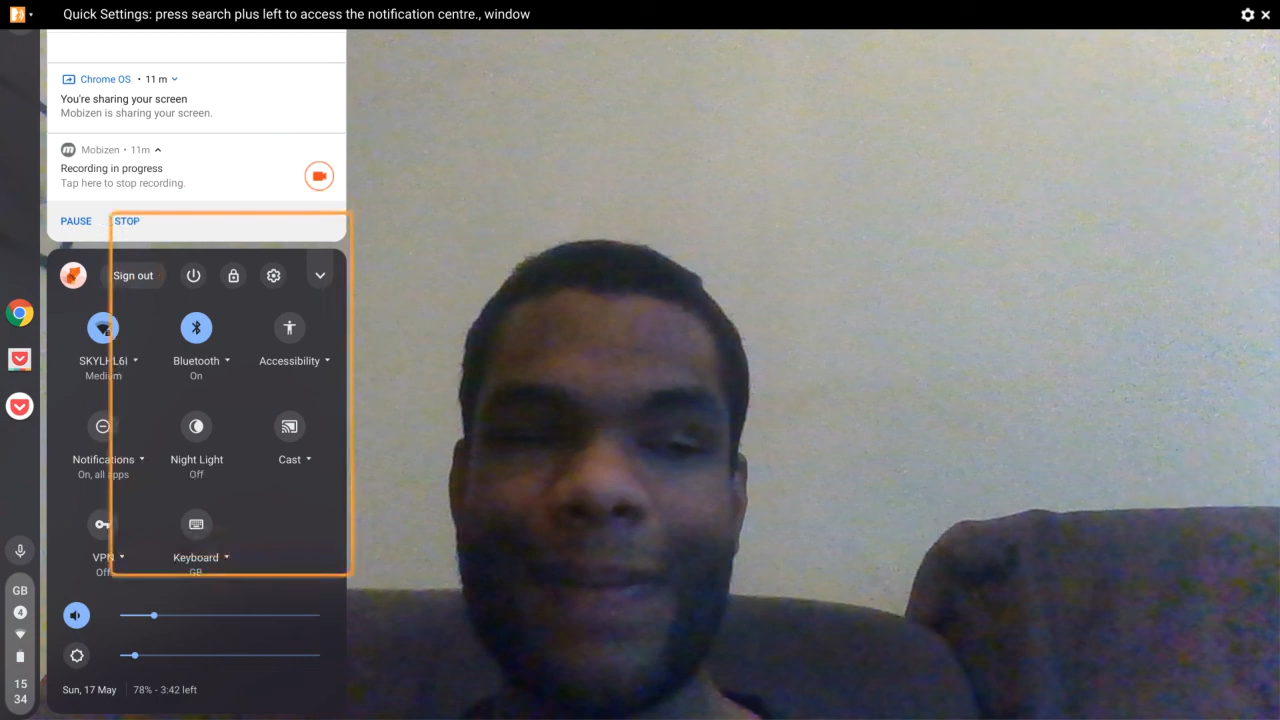 Quick Settings: press search plus left to access the notification centre., window
Chrome OS • 11 m
You're sharing your screen
Mobizen is sharing your screen.
m Mobizen • 11m
Recording in progress
Tap here to stop recording.
PAUSE STOP
Sign out
SKYLHL6I Bluetooth Accessibility
Medium On
Notifications Night Light Cast
On, all apps Off
VPN Keyboard
Off GB
Sun, 17 May 78% - 3:42 left
GB
4
15
34